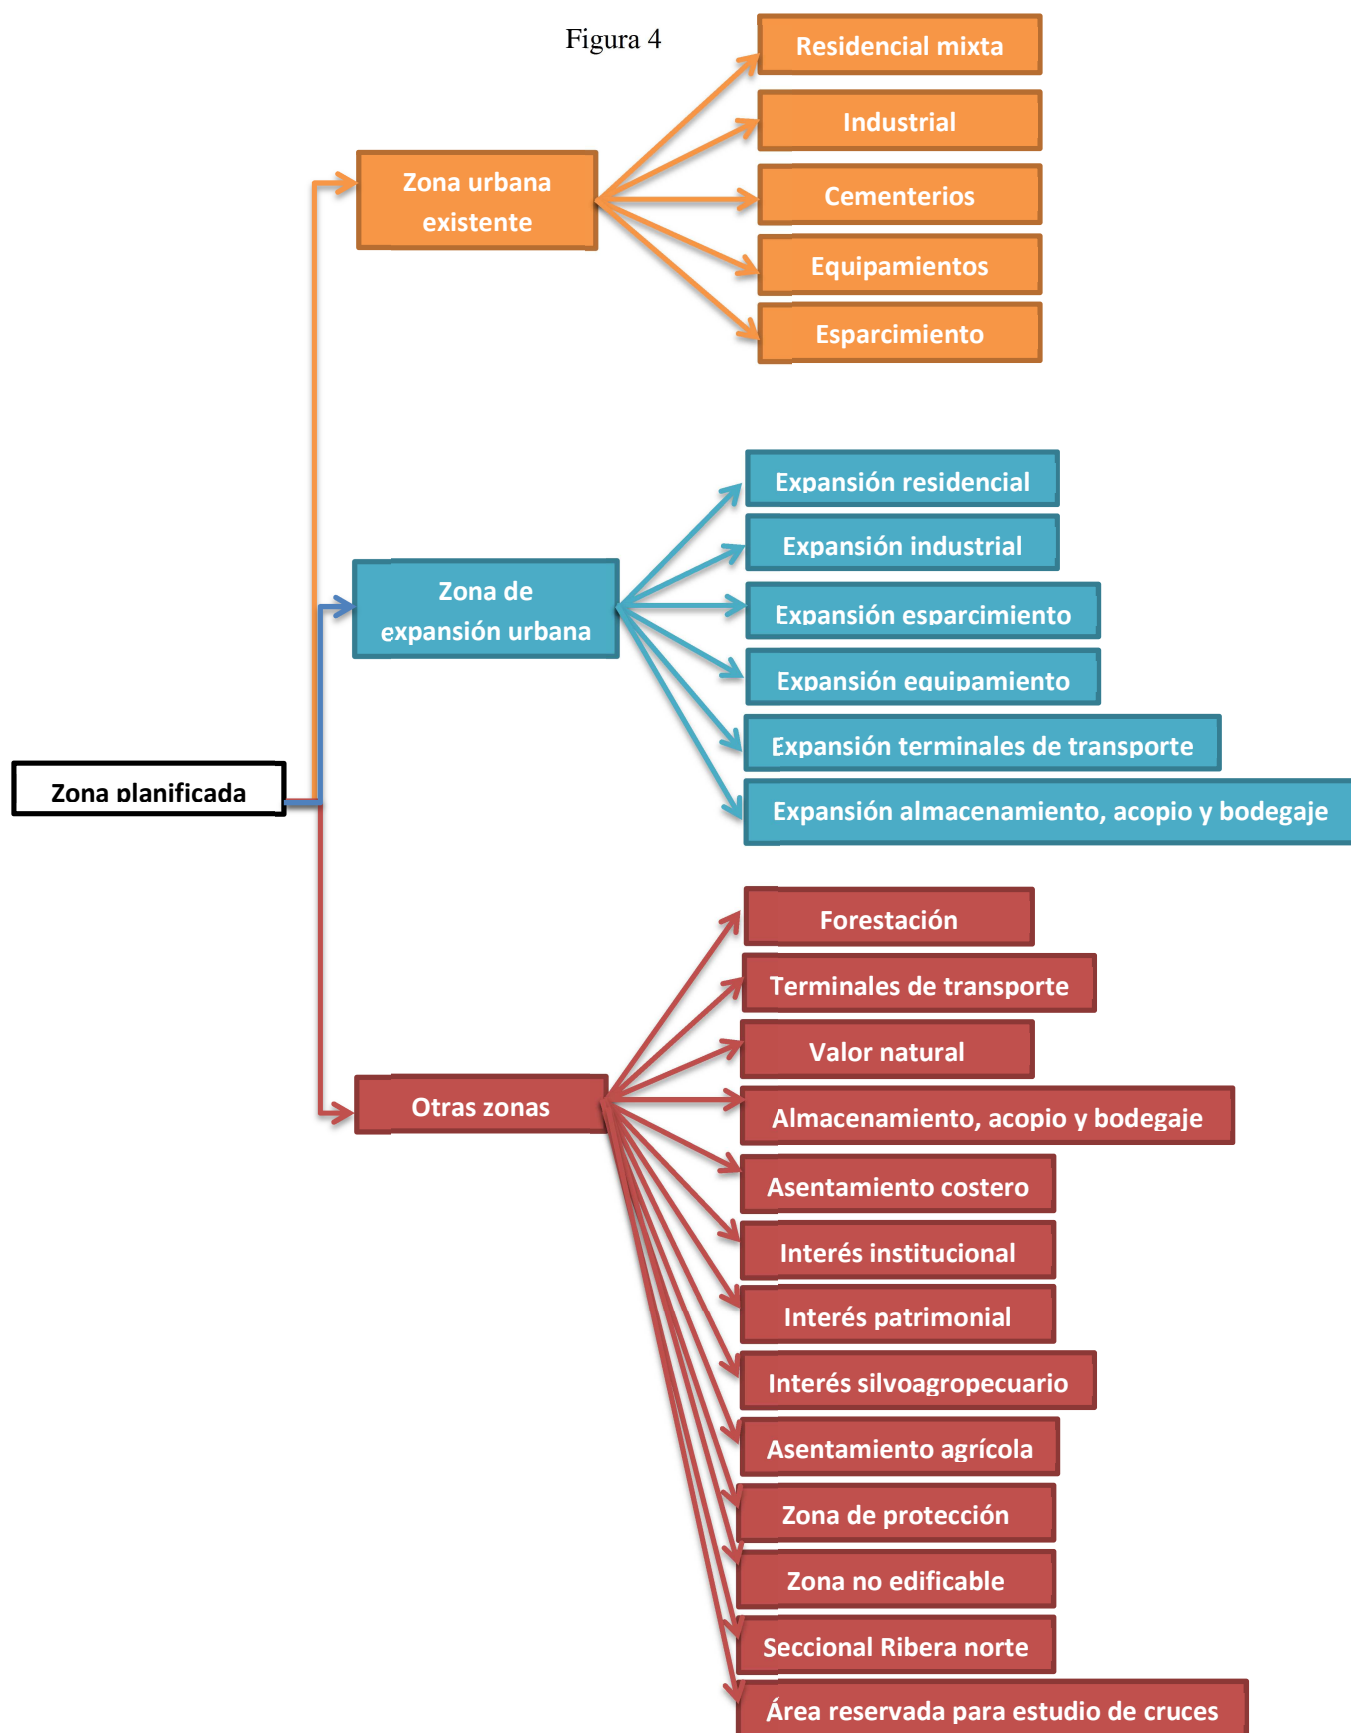 Figura 4
Residencial mixta
Industrial
Zona urbana
existente
Cementerios
Equipamientos
Esparcimiento
Expansión residencial
Expansión industrial
Zona de
expansión urbana
Expansión esparcimiento
Expansión equipamiento
Expansión terminales de transporte
Zona planificada
Expansión almacenamiento, acopio y bodegaje
Forestación
Terminales de transporte
Valor natural
Otras zonas
Almacenamiento, acopio y bodegaje
Asentamiento costero
Interés institucional
Interés patrimonial
Interés silvoagropecuario
Asentamiento agrícola
Zona de protección
Zona no edificable
Seccional Ribera norte
Área reservada para estudio de cruces